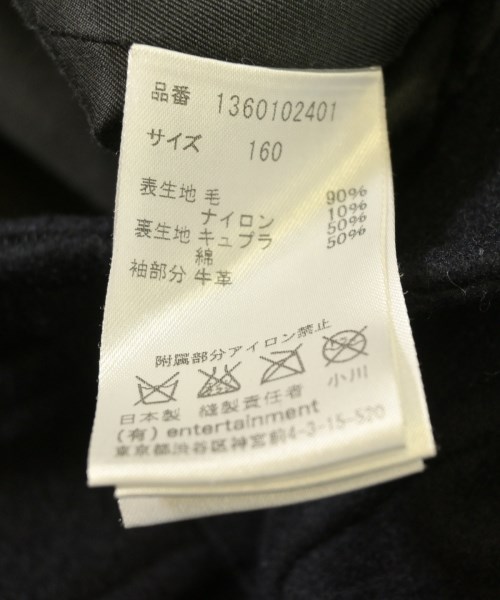 品番 1360102401
サイズ 160
表生地 毛 90%
ナイロン 10%
裏生地 キュプラ 50%
綿 50%
袖部分 牛革
附属部分アイロン禁止
小川
日本製 縫製責任者
(有) entertainment
東京都渋谷区神宮前4-3-15-520